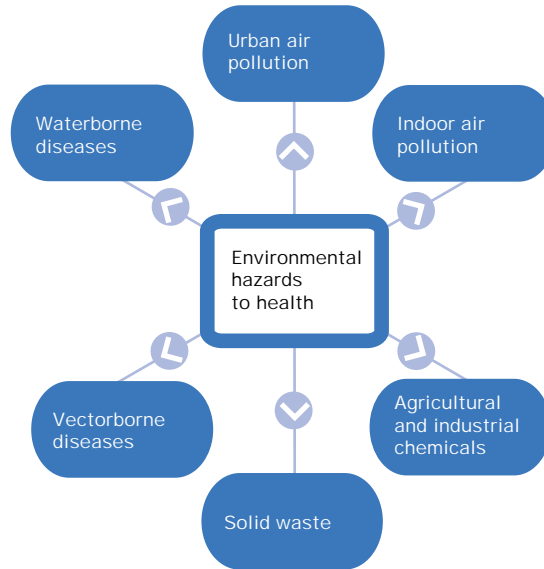 Urban air
pollution
Waterborne
diseases
Indoor air
pollution
Environmental
hazards
to health
Vectorborne
diseases
Agricultural
and industrial
chemicals
Solid waste